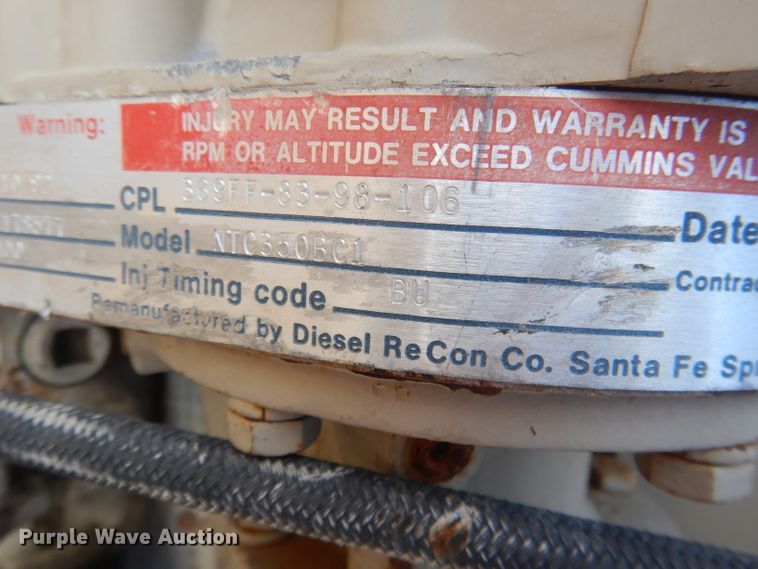 Warning: INJURY MAY RESULT AND WARRANTY IS
RPM OR ALTITUDE EXCEED CUMMINS VAL
CPL 369FF-83-98-106
Date
Model NTC350BC1
Contrac
Inj Timing code BU
Remanufactured by Diesel ReCon Co. Santa Fe Spr
Purple Wave Auction